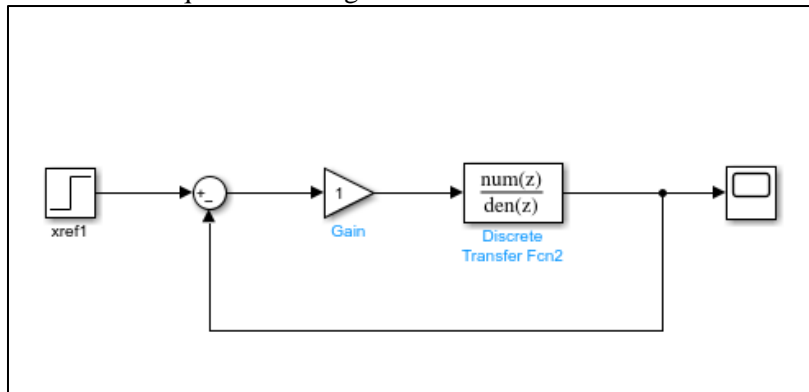 xref1
+
-
1
Gain
num(z)
den(z)
Discrete
Transfer Fcn2